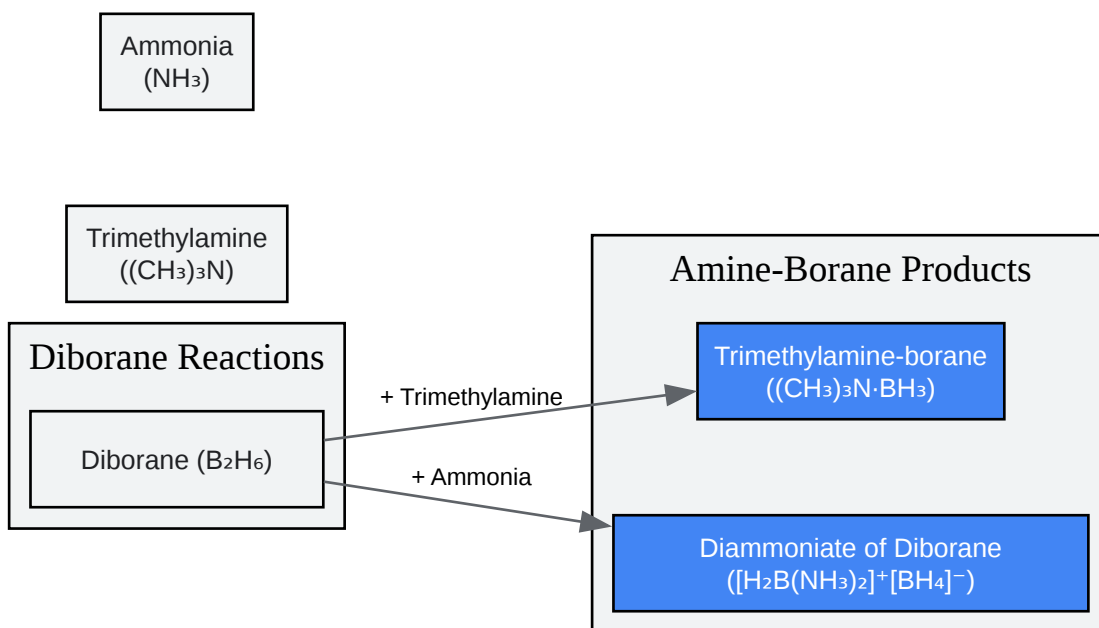 Ammonia
(NH₃)
Trimethylamine
((CH₃)₃N)
Diborane Reactions
Diborane (B₂H₆)
+ Trimethylamine
+ Ammonia
Amine-Borane Products
Trimethylamine-borane
((CH₃)₃N·BH₃)
Diammoniate of Diborane
([H₂B(NH₃)₂]⁺[BH₄]⁻)